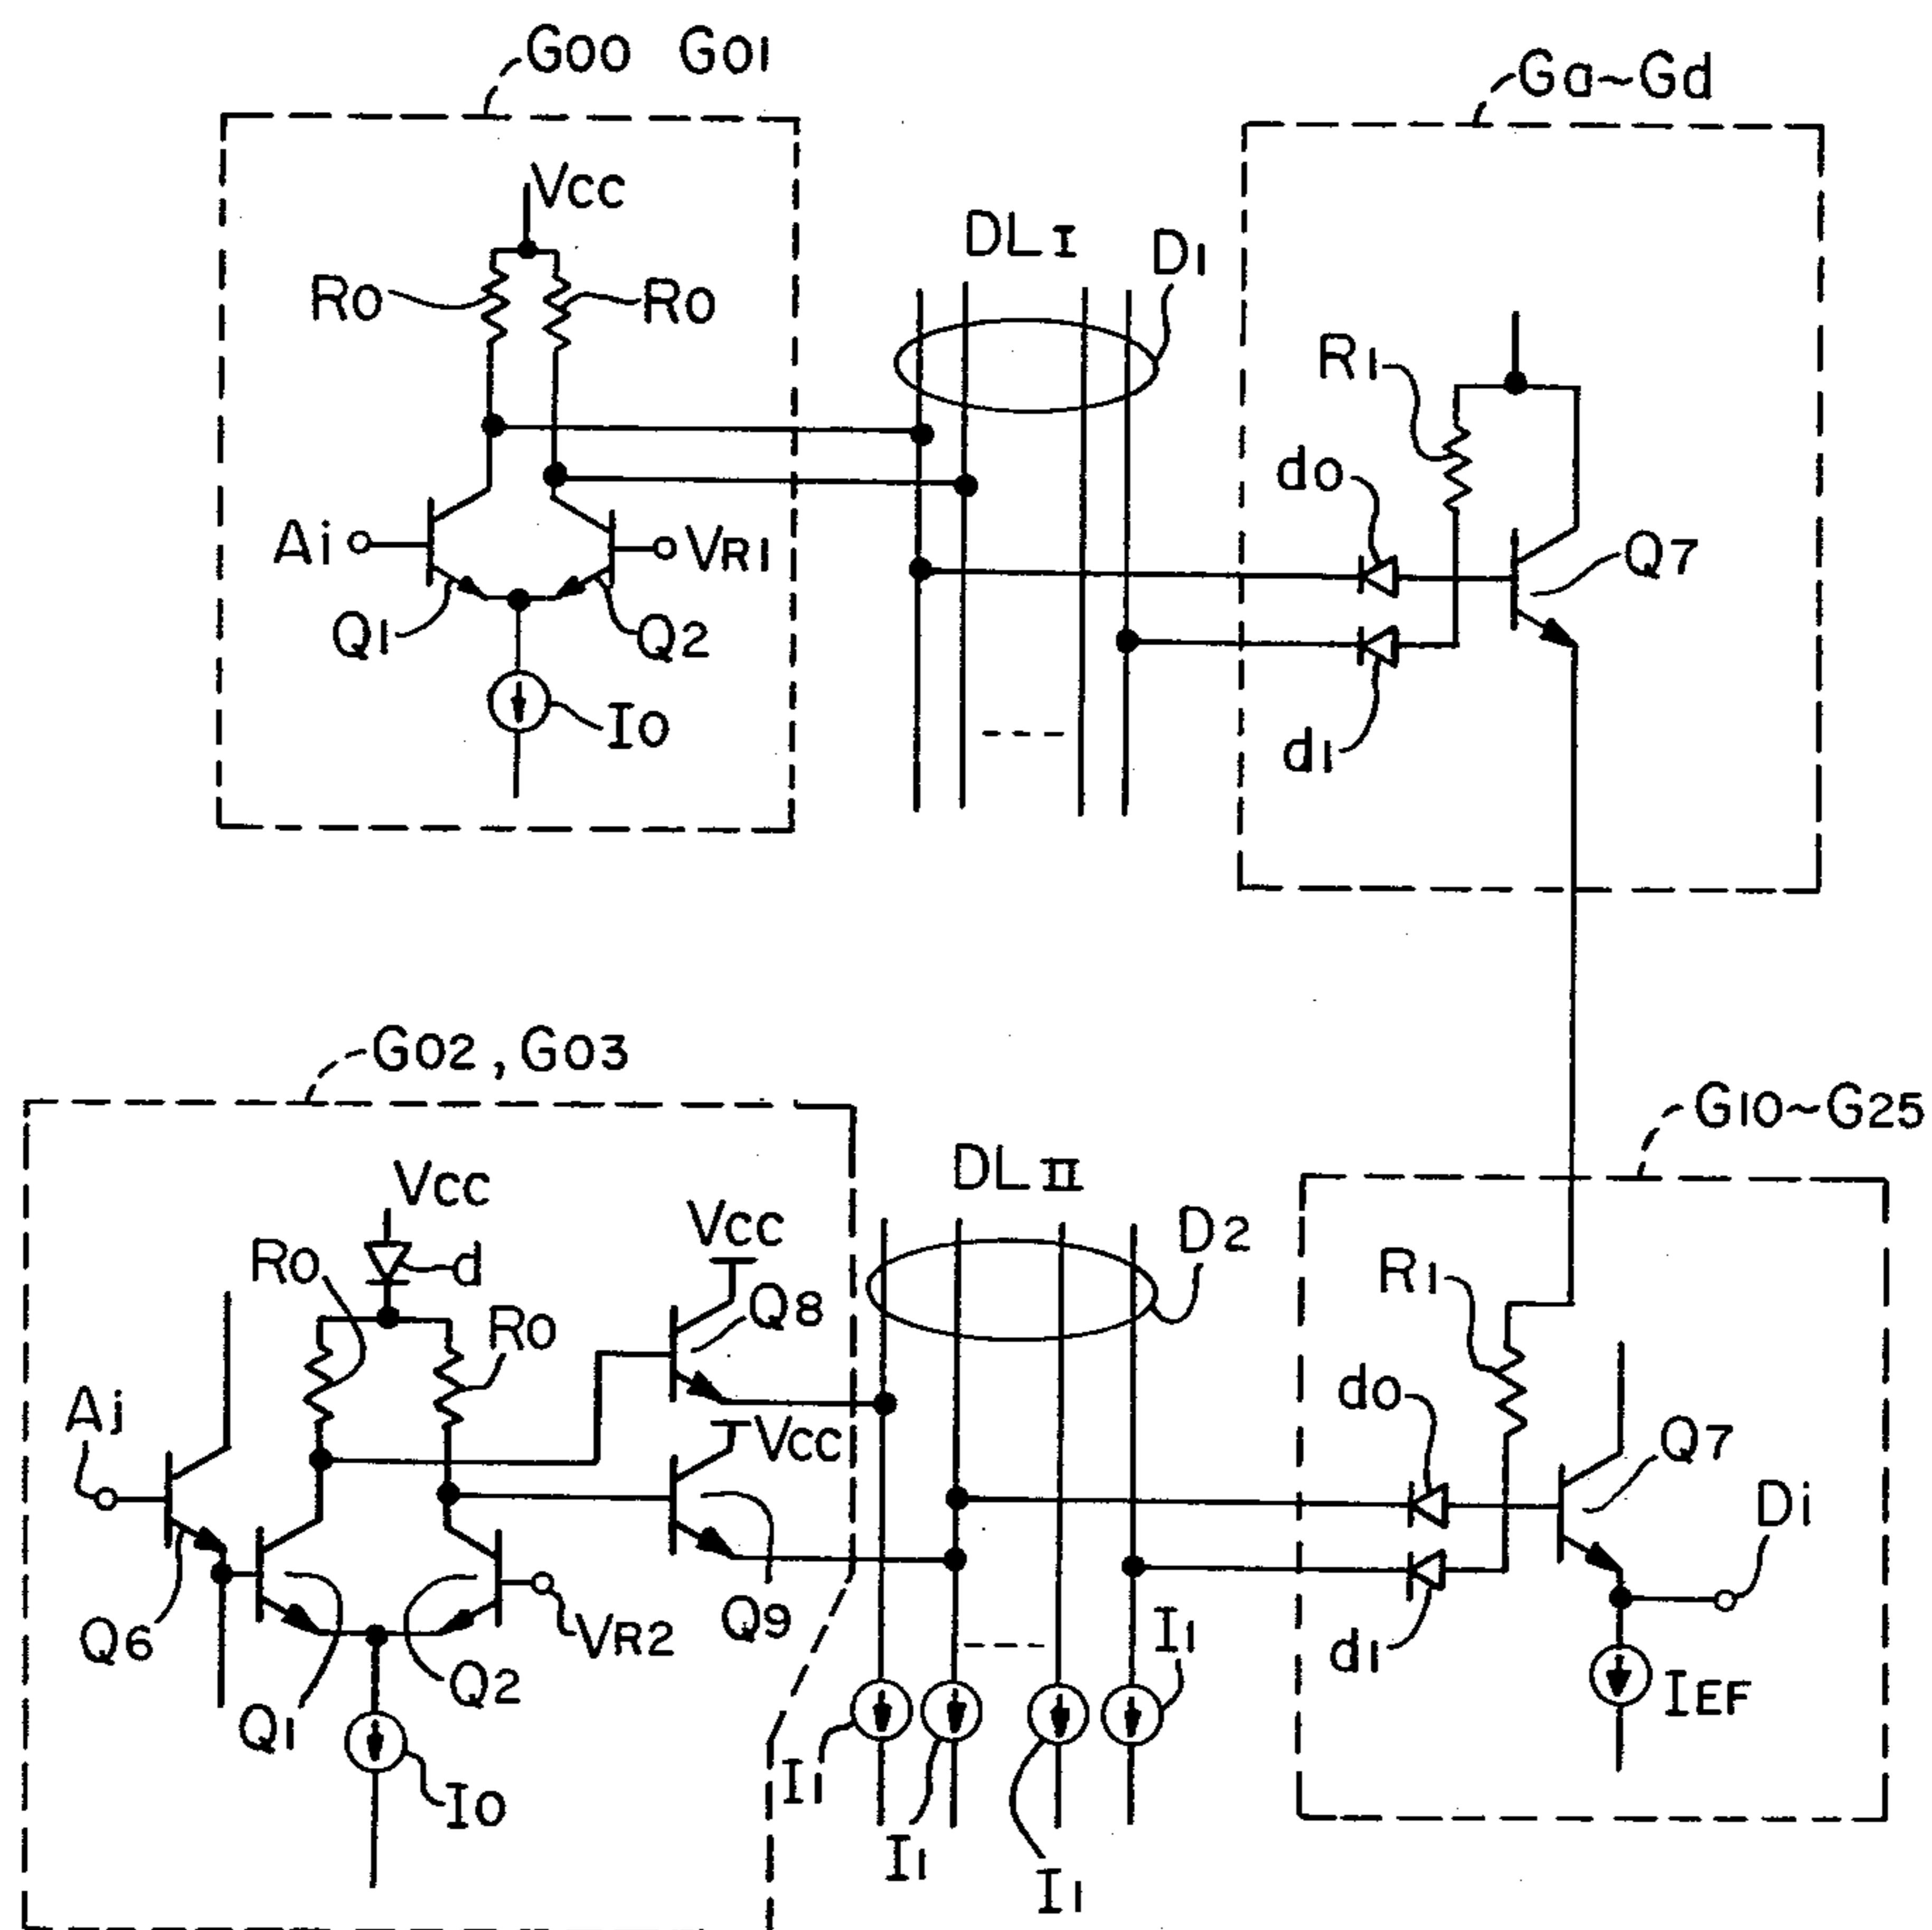 G00 G01
Ga~Gd
Vcc
R0
R0
DLI
D1
R1
d0
Ai
VR1
Q7
Q1
Q2
I0
d1
G02, G03
G10~G25
Vcc
DLII
Vcc
D2
R0
d
R1
Q8
R0
d0
Aj
Vcc
Q7
Di
Q9
I1
Q6
VR2
d1
Q2
IEF
Q1
I1
I0
I1
I1